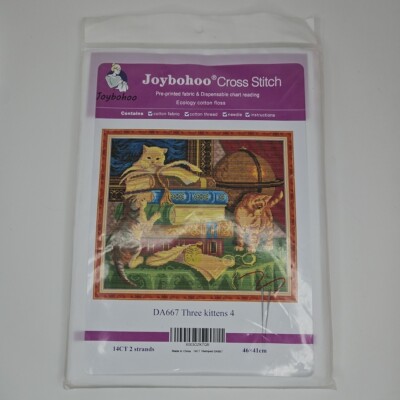 Joybohoo® Cross Stitch
Joybohoo
Pre-printed fabric & Dispensable chart reading
Ecology cotton floss
Contains cotton fabric cotton thread needle
DA667 Three kittens 4
14CT 2 strands
46×41cm